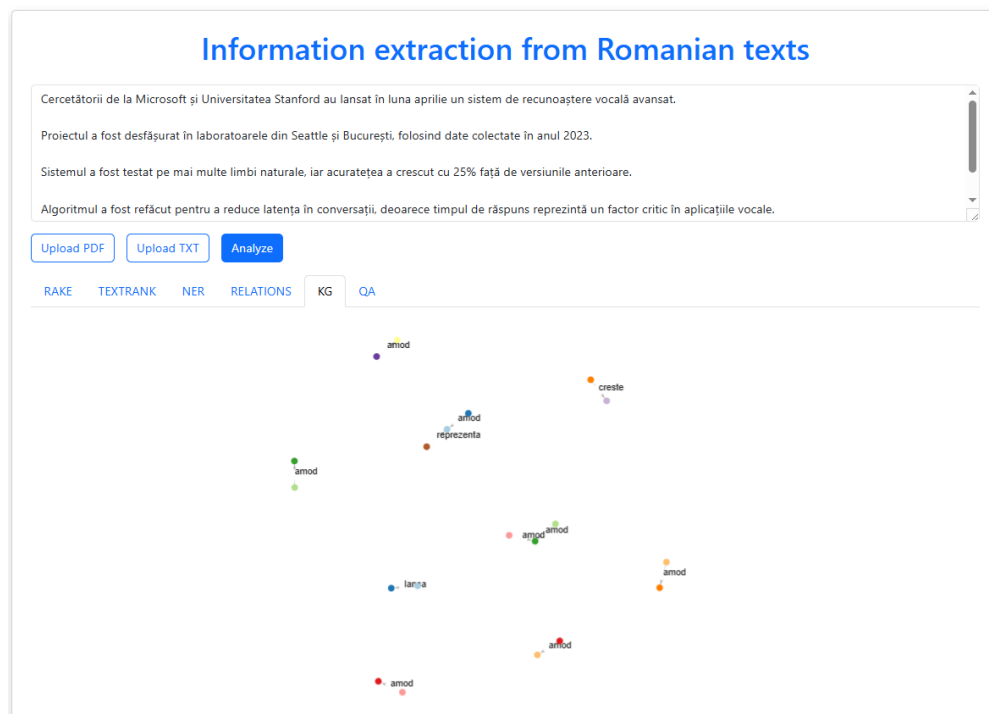 Information extraction from Romanian texts
Cercetătorii de la Microsoft și Universitatea Stanford au lansat în luna aprilie un sistem de recunoaștere vocală avansat.
Proiectul a fost desfășurat în laboratoarele din Seattle și București, folosind date colectate în anul 2023.
Sistemul a fost testat pe mai multe limbi naturale, iar acuratețea a crescut cu 25% față de versiunile anterioare.
Algoritmul a fost refăcut pentru a reduce latența în conversații, deoarece timpul de răspuns reprezintă un factor critic în aplicațiile vocale.
Upload PDF Upload TXT Analyze
RAKE TEXTRANK NER RELATIONS KG QA
amod
creste
amod
reprezenta
amod
amod amod
amod
lansa
amod
amod